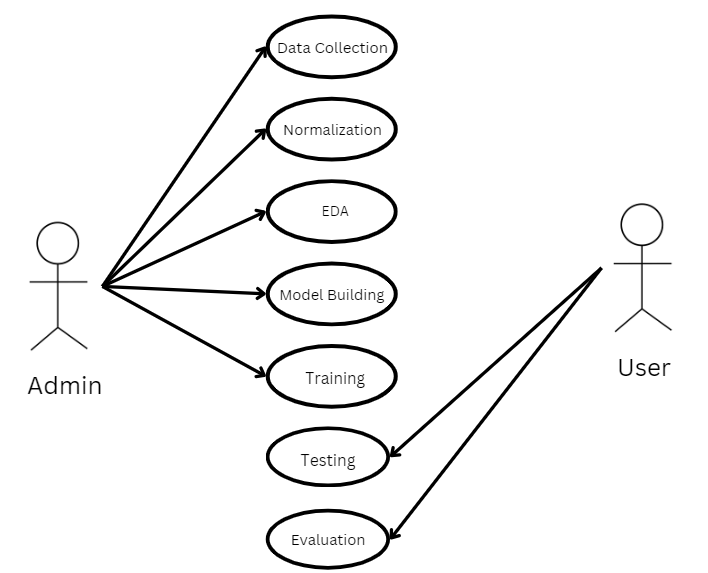 Data Collection
Normalization
EDA
Model Building
Training
Testing
Evaluation
Admin
User